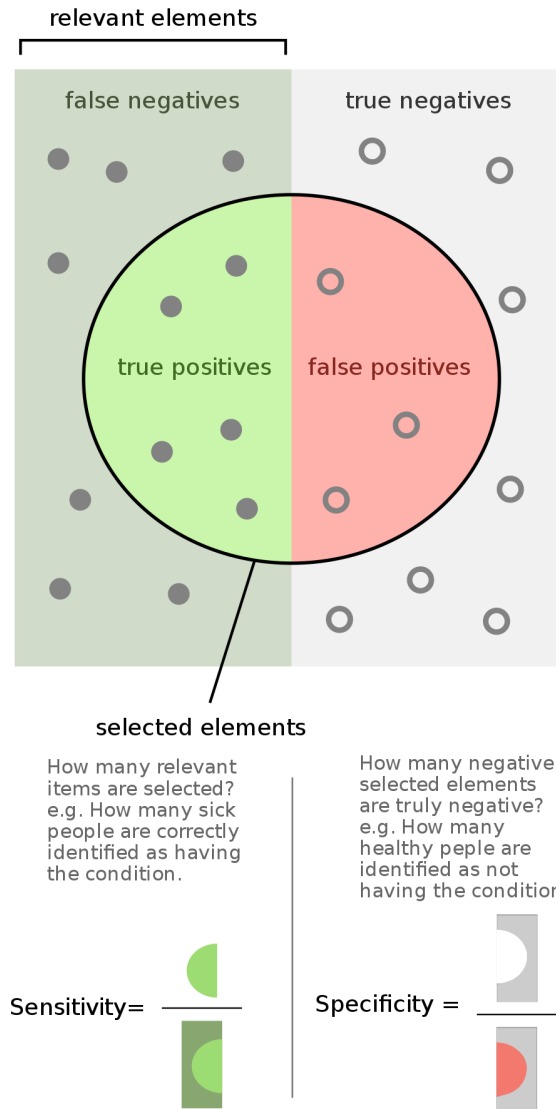 relevant elements
false negatives
true negatives
true positives
false positives
selected elements
How many relevant
items are selected?
e.g. How many sick
people are correctly
identified as having
the condition.
How many negative
selected elements
are truly negative?
e.g. How many
healthy peple are
identified as not
having the condition
Sensitivity=
Specificity =